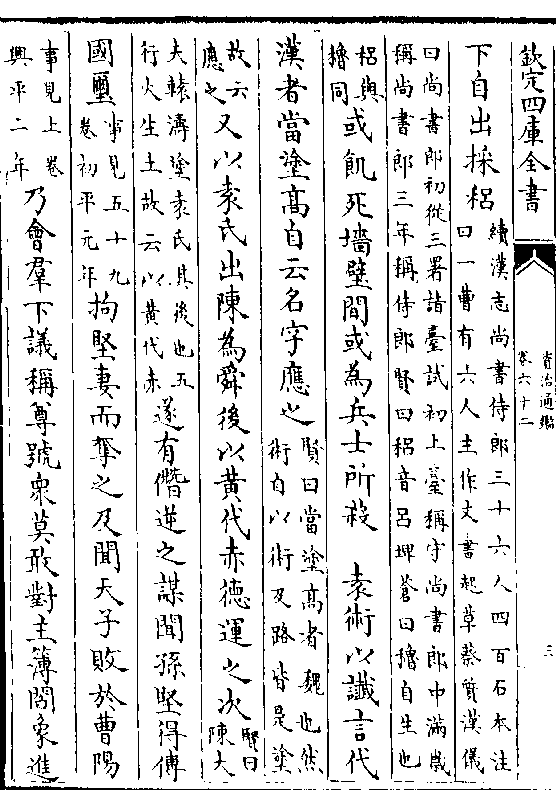 欽定四庫全書
資治通鑑
卷六十二
三
下自出採稆
續漢志尚書侍郎三十六人四百石本注
曰一曹有六人主作文書起草蔡質漢儀
曰尚書郎初從三署詣臺試初上臺稱守尚書郎中滿歲
稱尚書郎三年稱侍郎賢曰稆音呂埤蒼曰穭自生也
稆與
穭同
或飢死墻壁間或為兵士所殺 袁術以讖言代
漢者當塗髙自云名字應之
賢曰當塗髙者魏也然
術自以術及路皆是塗
故云
應之
又以袁氏出陳為舜後以黄代赤德運之次
賢曰
陳大
夫轅濤塗袁氏其後也五
行火生土故云以黄代赤
遂有僭逆之謀聞孫堅得傳
國璽
事見五十九
卷初平元年
拘堅妻而奪之及聞天子敗於曹陽
事見上卷
興平二年
乃會羣下議稱尊號衆莫敢對主簿閻象進